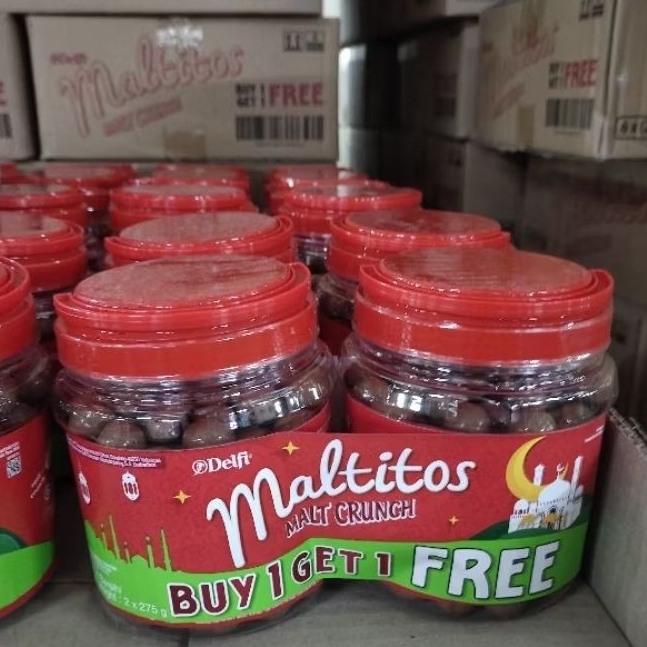 Delfi
Maltitos
MALT CRUNCH
BUY 1
GET 1 FREE
FREE
Delfi
Maltitos
MALT CRUNCH
BUY 1 GET 1 FREE
2 x 275 g